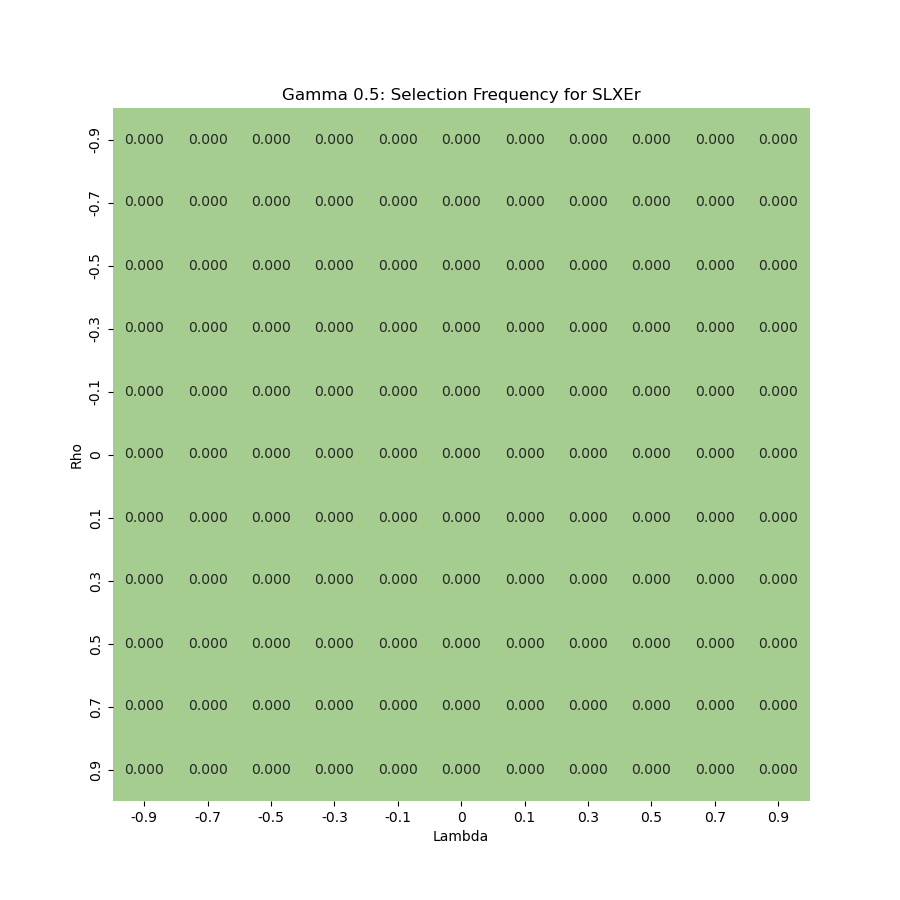 Gamma 0.5: Selection Frequency for SLXEr
-0.9 0.000 0.000 0.000 0.000 0.000 0.000 0.000 0.000 0.000 0.000 0.000
-0.7 0.000 0.000 0.000 0.000 0.000 0.000 0.000 0.000 0.000 0.000 0.000
-0.5 0.000 0.000 0.000 0.000 0.000 0.000 0.000 0.000 0.000 0.000 0.000
-0.3 0.000 0.000 0.000 0.000 0.000 0.000 0.000 0.000 0.000 0.000 0.000
-0.1 0.000 0.000 0.000 0.000 0.000 0.000 0.000 0.000 0.000 0.000 0.000
Rho
0 0.000 0.000 0.000 0.000 0.000 0.000 0.000 0.000 0.000 0.000 0.000
0.1 0.000 0.000 0.000 0.000 0.000 0.000 0.000 0.000 0.000 0.000 0.000
0.3 0.000 0.000 0.000 0.000 0.000 0.000 0.000 0.000 0.000 0.000 0.000
0.5 0.000 0.000 0.000 0.000 0.000 0.000 0.000 0.000 0.000 0.000 0.000
0.7 0.000 0.000 0.000 0.000 0.000 0.000 0.000 0.000 0.000 0.000 0.000
0.9 0.000 0.000 0.000 0.000 0.000 0.000 0.000 0.000 0.000 0.000 0.000
-0.9 -0.7 -0.5 -0.3 -0.1 0 0.1 0.3 0.5 0.7 0.9
Lambda